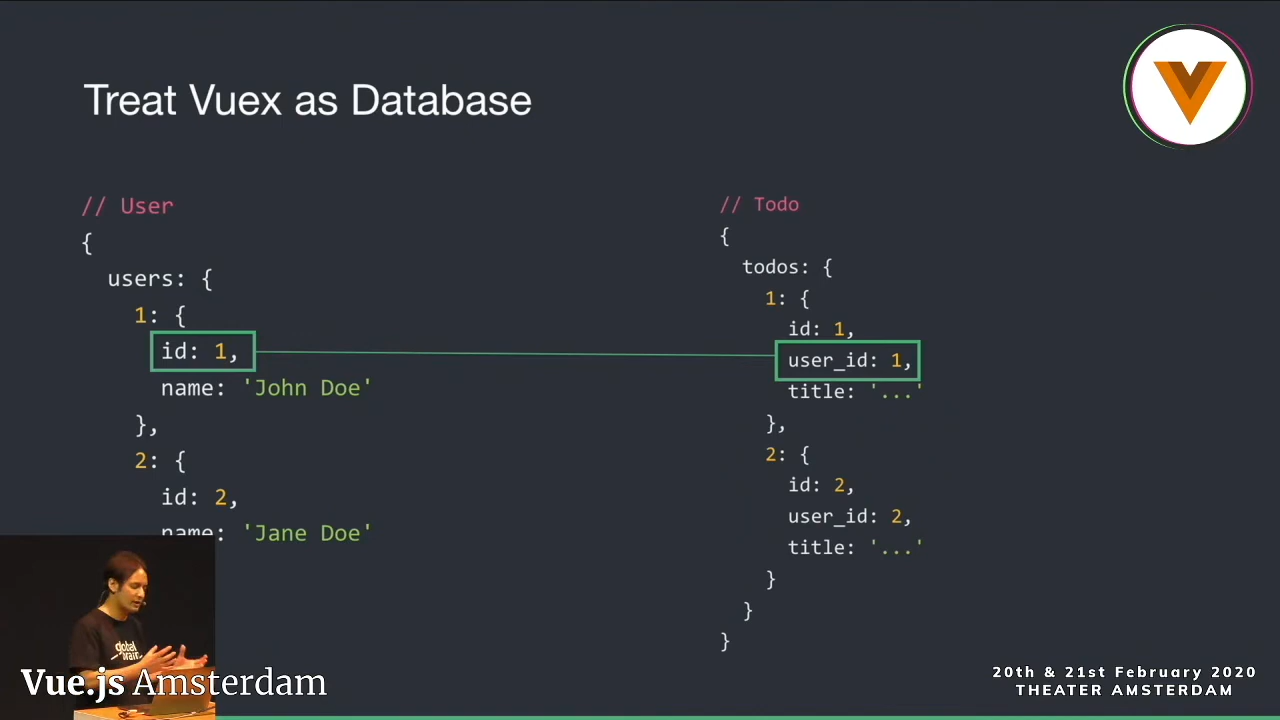 Treat Vuex as Database
// User
{
users: {
1: {
id: 1,
name: 'John Doe'
},
2: {
id: 2,
name: 'Jane Doe'
// Todo
{
todos: {
1: {
id: 1,
user_id: 1,
title: '...'
},
2: {
id: 2,
user_id: 2,
title: '...'
}
}
}
global
brain
Vue.js Amsterdam
20th & 21st February 2020
THEATER AMSTERDAM